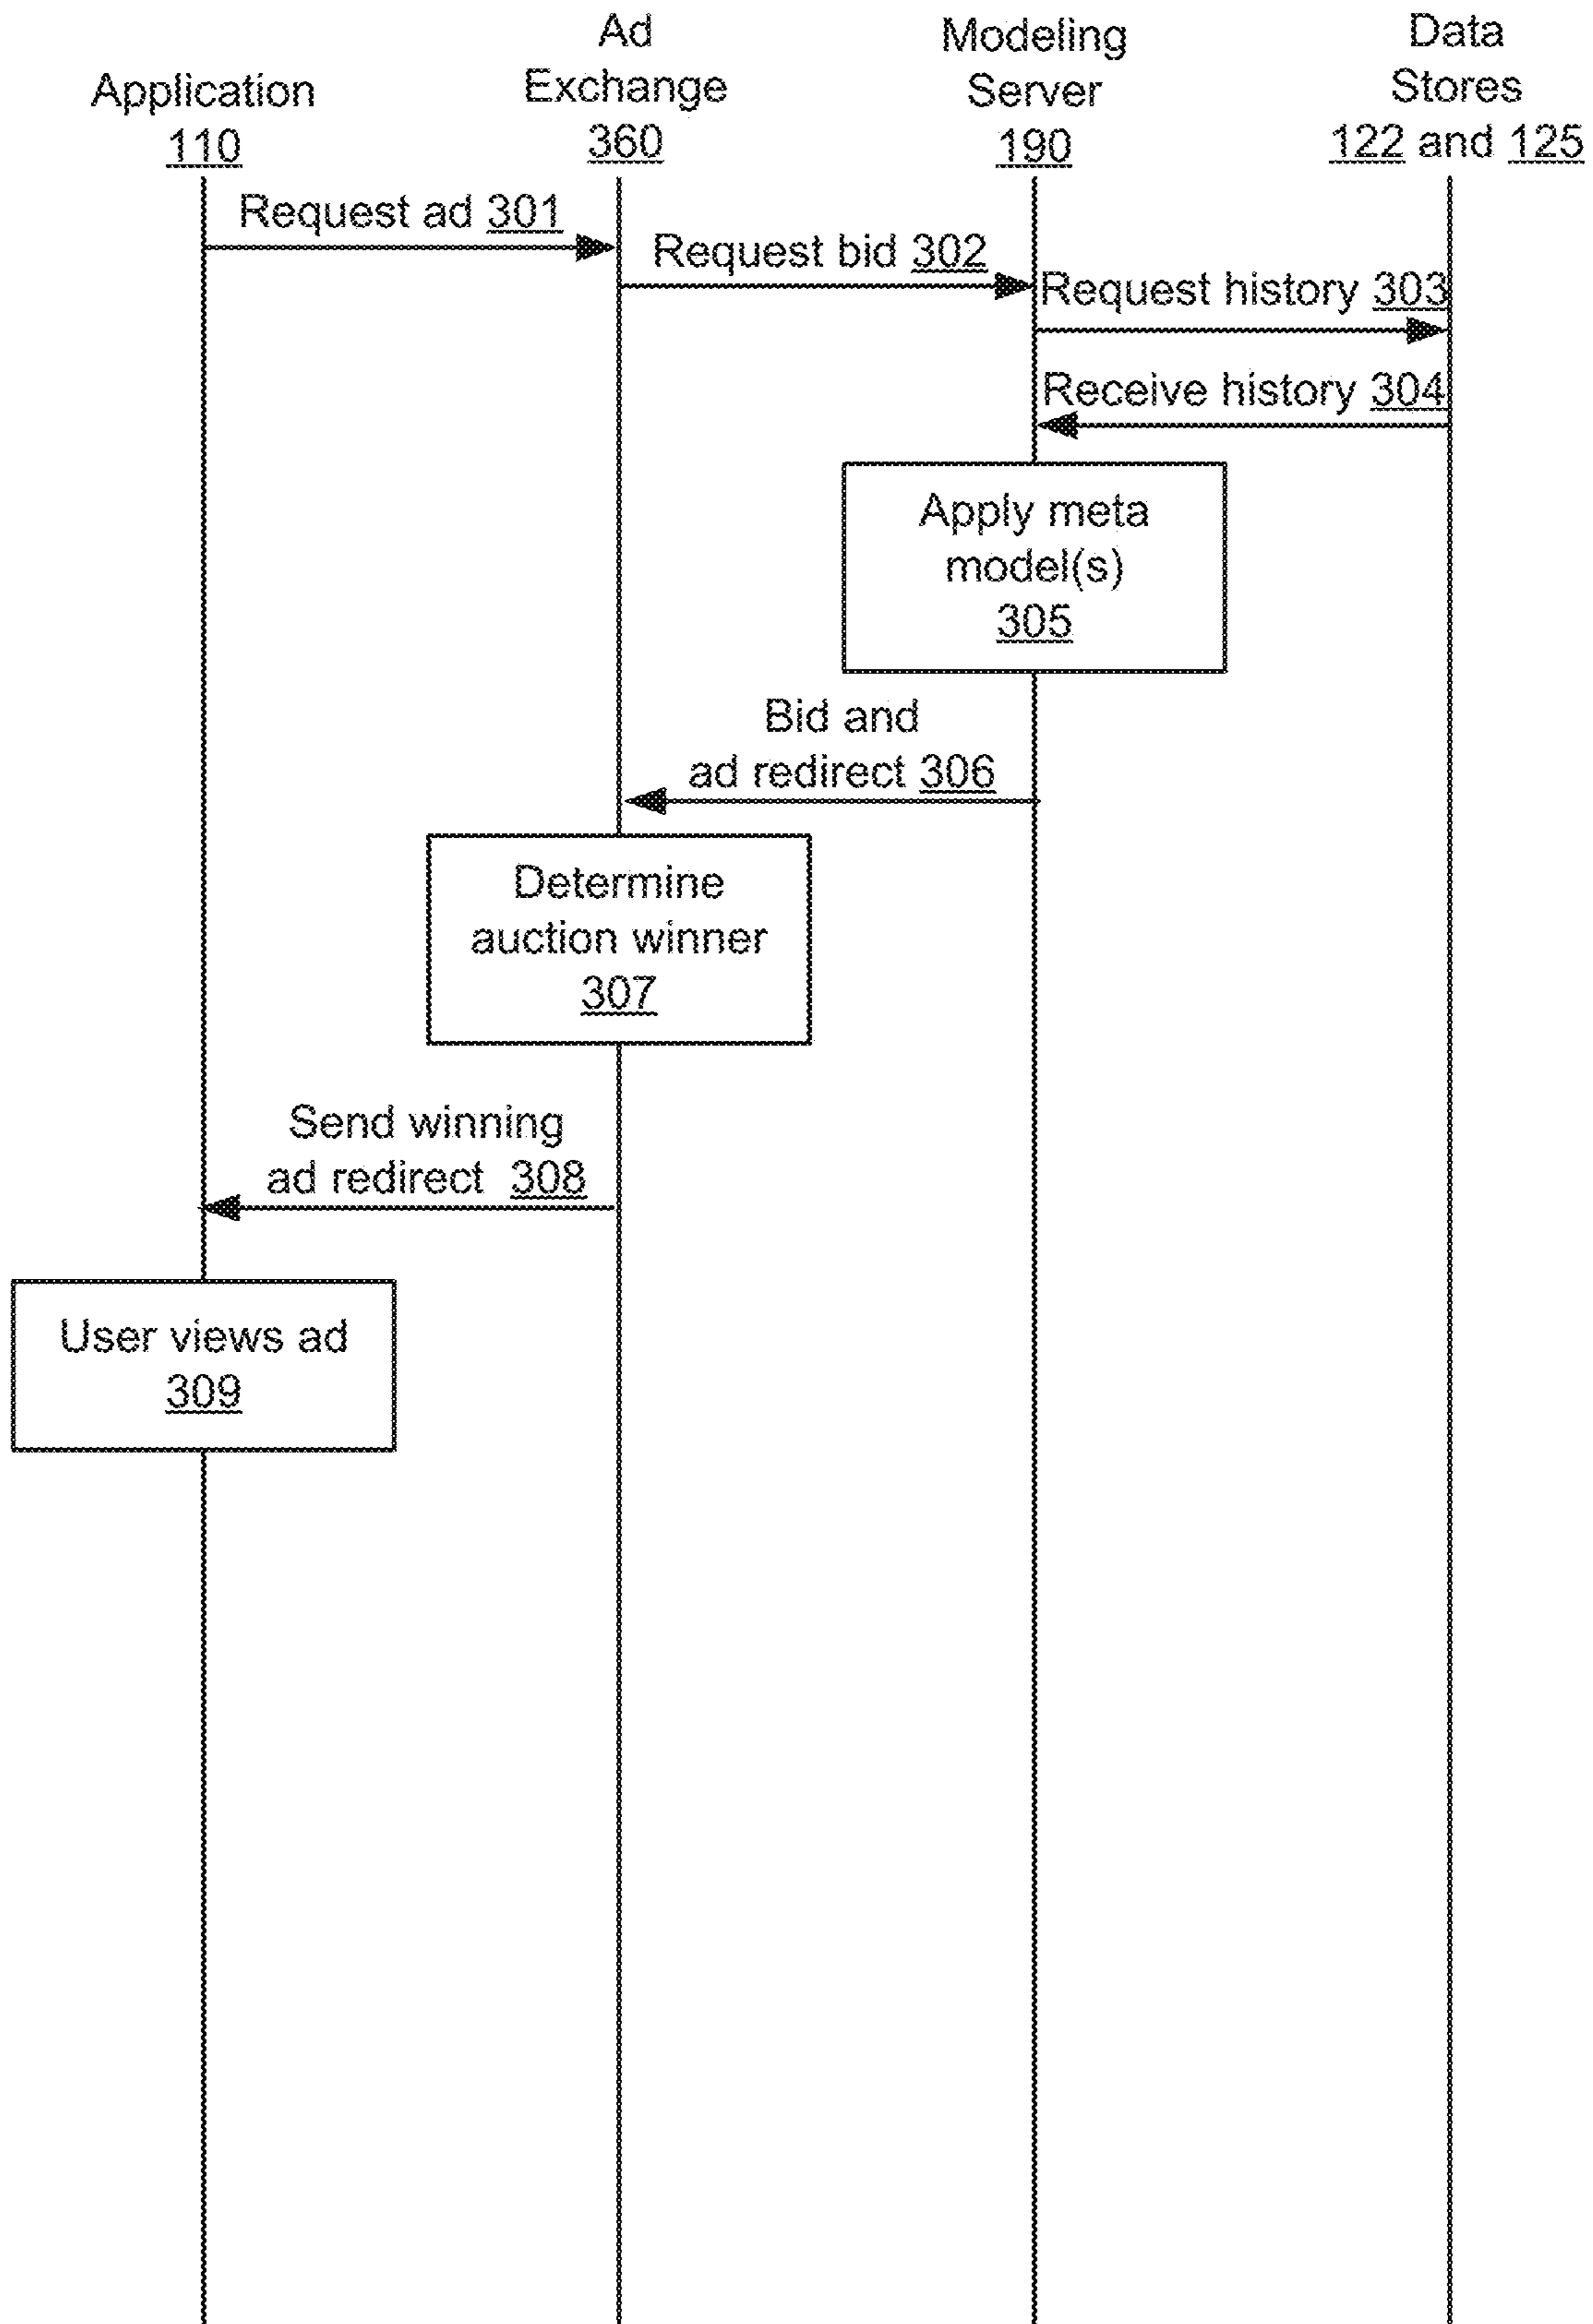 Application
110
Ad
Exchange
360
Modeling
Server
190
Data
Stores
122 and 125
Request ad 301
Request bid 302
Request history 303
Receive history 304
Apply meta
model(s)
305
Bid and
ad redirect 306
Determine
auction winner
307
Send winning
ad redirect 308
User views ad
309